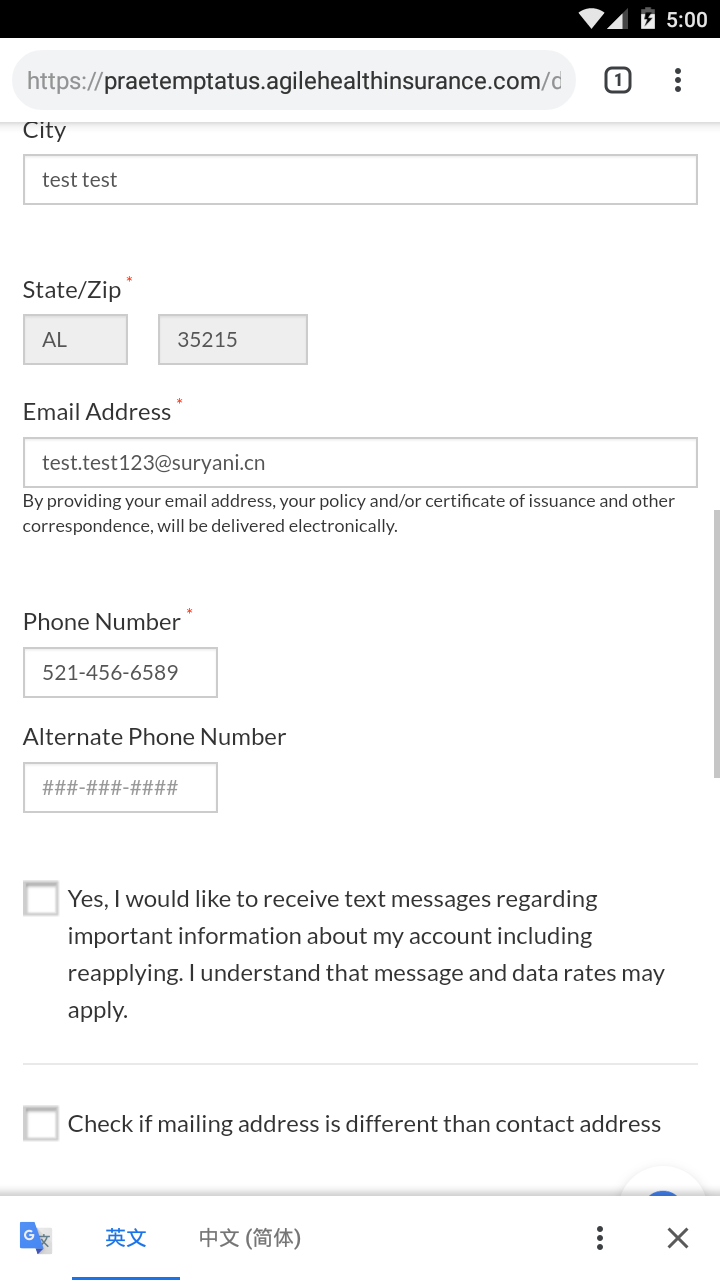 5:00
https://praetemptatus.agilehealthinsurance.com/d
1
City
test test
State/Zip *
AL 35215
Email Address *
test.test123@suryani.cn
By providing your email address, your policy and/or certificate of issuance and other
correspondence, will be delivered electronically.
Phone Number *
521-456-6589
Alternate Phone Number
###-###-####
Yes, I would like to receive text messages regarding
important information about my account including
reapplying. I understand that message and data rates may
apply.
Check if mailing address is different than contact address
G 文 英文 中文 (简体)